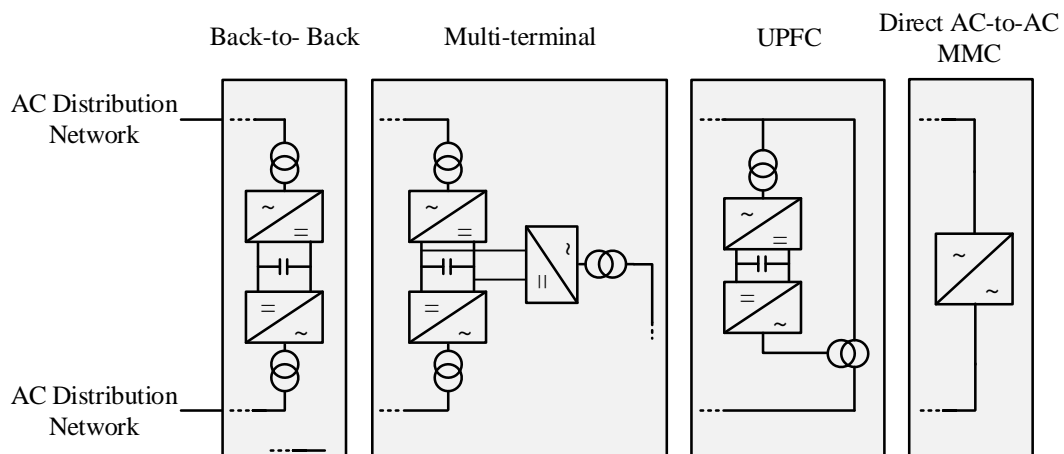 Back-to- Back
Multi-terminal
UPFC
Direct AC-to-AC
MMC
AC Distribution
Network
~
=
=
~
~
=
~
=
=
~
~
=
=
~
~
~
AC Distribution
Network